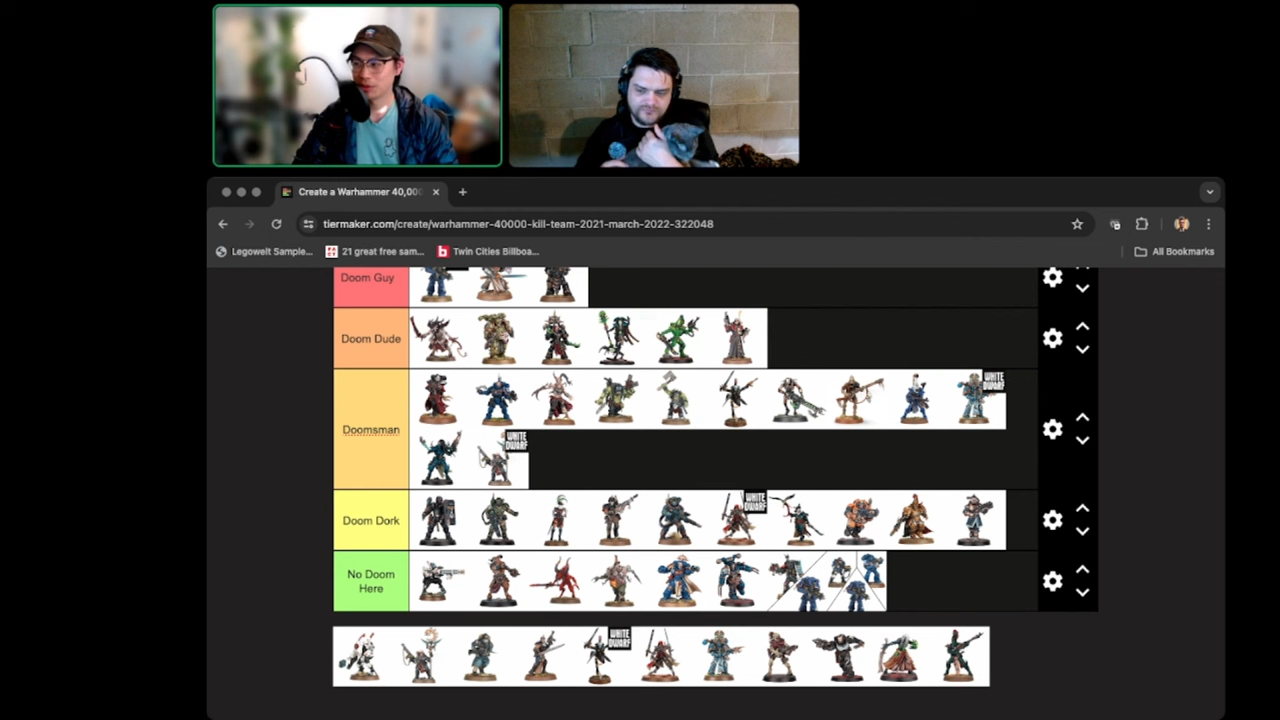 Create a Warhammer 40,00
tiermaker.com/create/warhammer-40000-kill-team-2021-march-2022-322048
Legowelt Sample...
21 great free sam...
Twin Cities Billboa...
All Bookmarks
Doom Guy
Doom Dude
WHITE
DWARF
Doomsman
WHITE
DWARF
WHITE
DWARF
Doom Dork
No Doom
Here
WHITE
DWARF